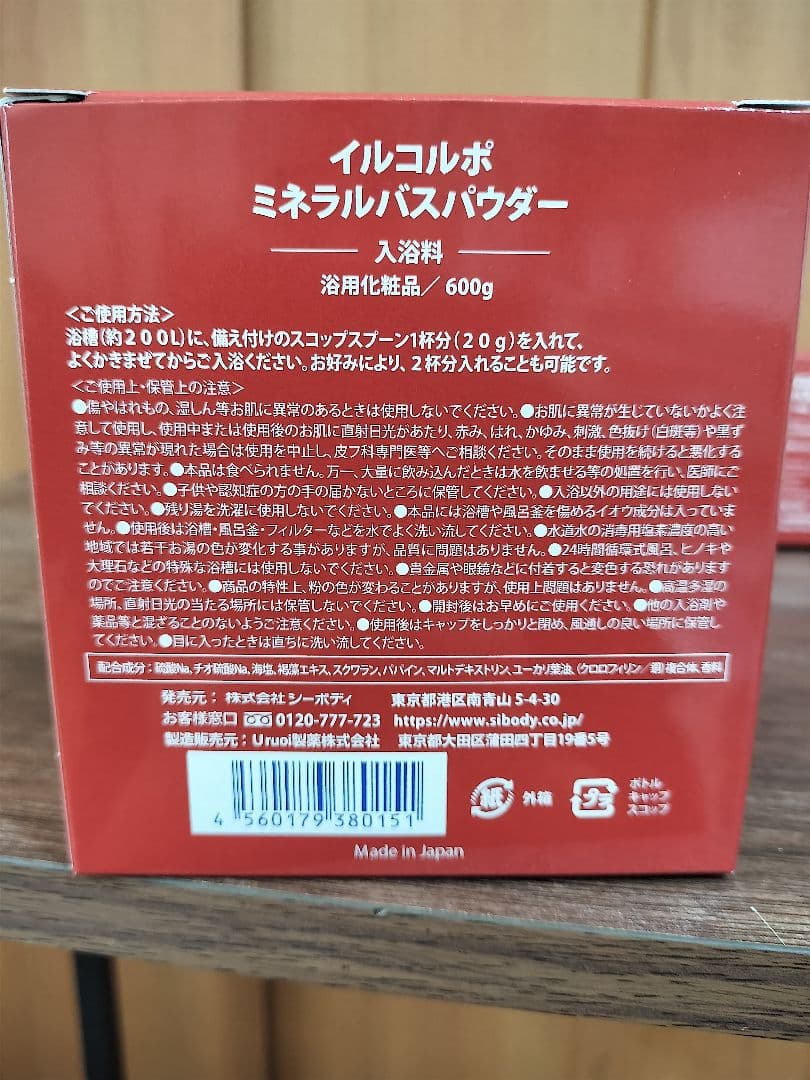 イルコルポ
ミネラルバスパウダー
入浴料
浴用化粧品／600g
＜ご使用方法＞
浴槽（約200L）に、備え付けのスコップスプーン1杯分（20g）を入れて、
よくかきまぜてからご入浴ください。お好みにより、2杯分入れることも可能です。
＜ご使用上・保管上の注意＞
●傷やはれもの、湿しん等お肌に異常のあるときは使用しないでください。●お肌に異常が生じていないかよく注
意して使用し、使用中または使用後のお肌に直射日光があたり、赤み、はれ、かゆみ、刺激、色抜け（白斑等）や黒ず
み等の異常が現れた場合は使用を中止し、皮フ科専門医等へご相談ください。そのまま使用を続けると悪化する
ことがあります。●本品は食べられません。万一、大量に飲み込んだときは水を飲ませる等の処置を行い、医師にご
相談ください。●子供や認知症の方の手の届かないところに保管してください。●入浴以外の用途には使用しない
でください。●残り湯を洗濯に使用しないでください。●本品には浴槽や風呂釜を傷めるイオウ成分は入っていま
せん。●使用後は浴槽・風呂釜・フィルターなどを水でよく洗い流してください。●水道水の消毒用塩素濃度の高い
地域では若干お湯の色が変化する事がありますが、品質に問題はありません。●24時間循環式風呂、ヒノキや
大理石などの特殊な浴槽には使用しないでください。●貴金属や眼鏡などに付着すると変色する恐れがあります
のでご注意ください。●商品の特性上、粉の色が変わることがありますが、使用上問題はありません。●高温多湿の
場所、直射日光の当たる場所には保管しないでください。●開封後はお早めにご使用ください。●他の入浴剤や
薬品等と混ざることのないようご注意ください。●使用後はキャップをしっかりと閉め、風通しの良い場所に保管し
てください。●目に入ったときは直ちに洗い流してください。
配合成分：硫酸Na、チオ硫酸Na、海塩、褐藻エキス、スクワラン、パパイン、マルトデキストリン、ユーカリ葉油、（クロロフィリン／銅）複合体、香料
発売元：株式会社シーボディ　東京都港区南青山5-4-30
お客様窓口 0120-777-723 https://www.sibody.co.jp/
製造販売元：Uruoi製薬株式会社　東京都大田区蒲田四丁目19番5号
4 560179 380151
紙 外箱
プラ ボトル
キャップ
スコップ
Made in Japan